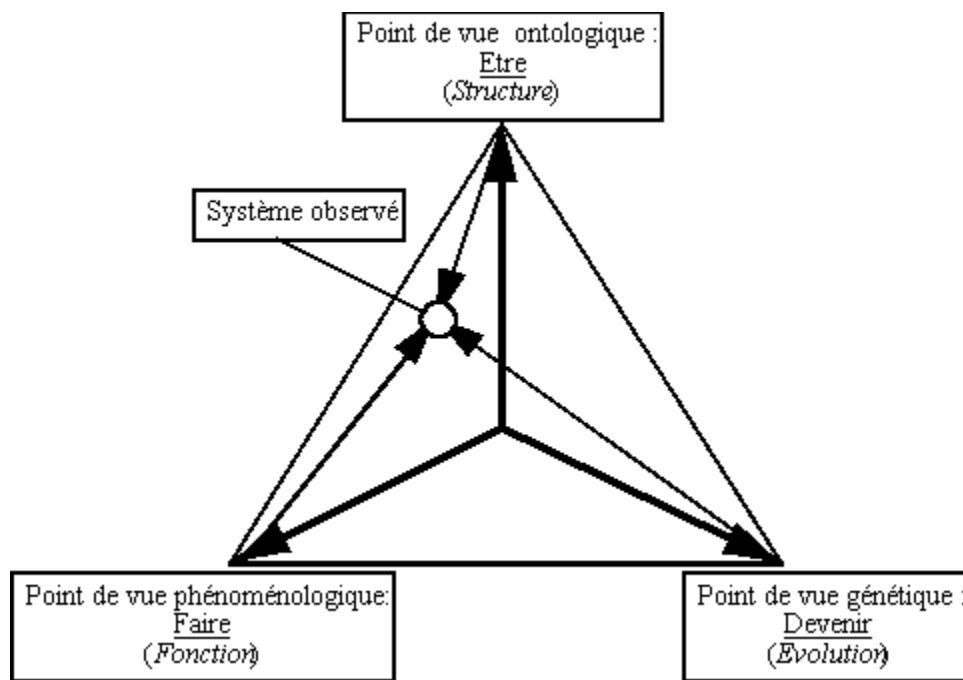 Point de vue ontologique :
Etre
(Structure)
Système observé
Point de vue phénoménologique:
Faire
(Fonction)
Point de vue génétique :
Devenir
(Evolution)